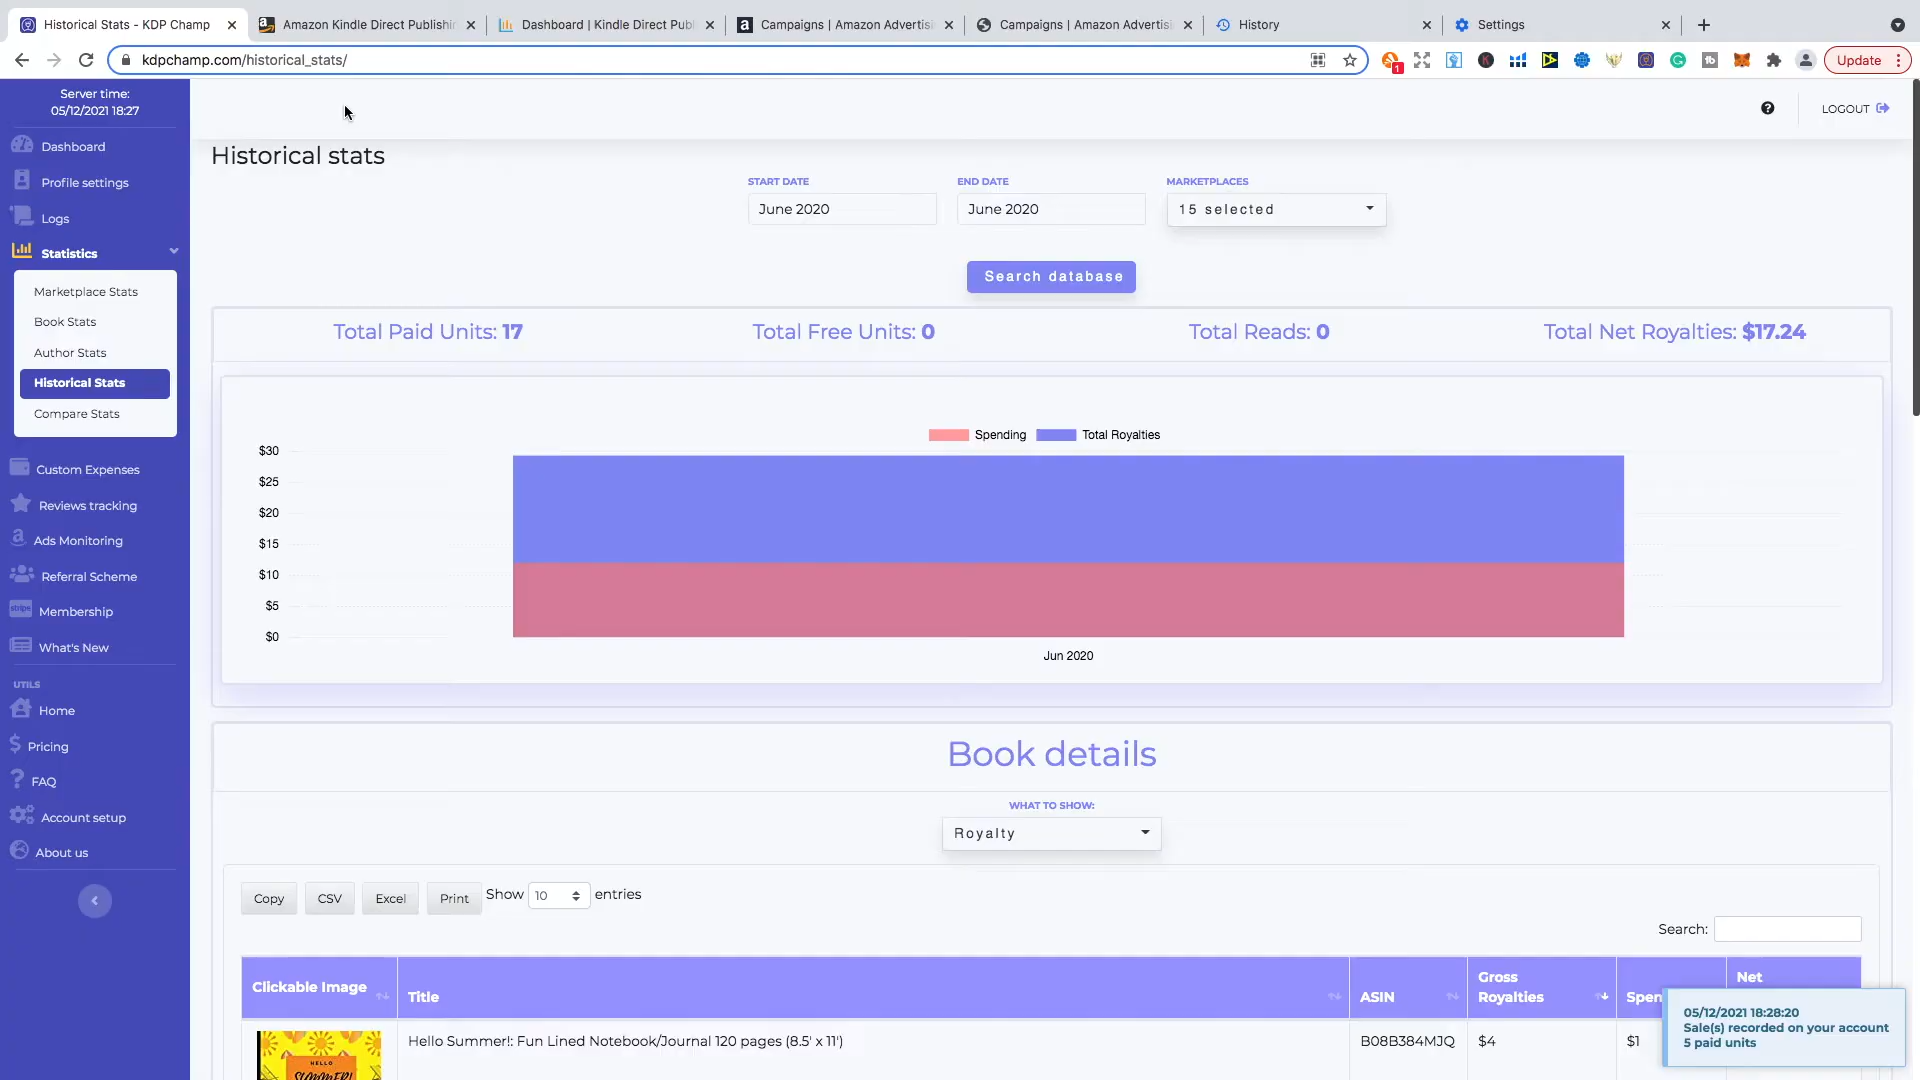 Historical Stats - KDP Champ
Amazon Kindle Direct Publishin
Dashboard | Kindle Direct Publ
Campaigns | Amazon Advertisi
Campaigns | Amazon Advertisi
History
Settings
kdpchamp.com/historical_stats/
1
Update
Server time:
05/12/2021 18:27
LOGOUT
Dashboard
Profile settings
Logs
Statistics
Marketplace Stats
Book Stats
Author Stats
Historical Stats
Compare Stats
Custom Expenses
Reviews tracking
Ads Monitoring
Referral Scheme
stripe
Membership
What's New
UTILS
Home
Pricing
FAQ
Account setup
About us
Historical stats
START DATE
END DATE
MARKETPLACES
June 2020
June 2020
15 selected
Search database
Total Paid Units: 17
Total Free Units: 0
Total Reads: 0
Total Net Royalties: $17.24
Spending
Total Royalties
$30
$25
$20
$15
$10
$5
$0
Jun 2020
Book details
WHAT TO SHOW:
Royalty
Copy
CSV
Excel
Print
Show 10 entries
Search:
Clickable Image
Title
ASIN
Gross Royalties
Spen
Net
HELLO
SUMMER!
Hello Summer!: Fun Lined Notebook/Journal 120 pages (8.5' x 11')
B08B384MJQ
$4
$1
05/12/2021 18:28:20
Sale(s) recorded on your account
5 paid units